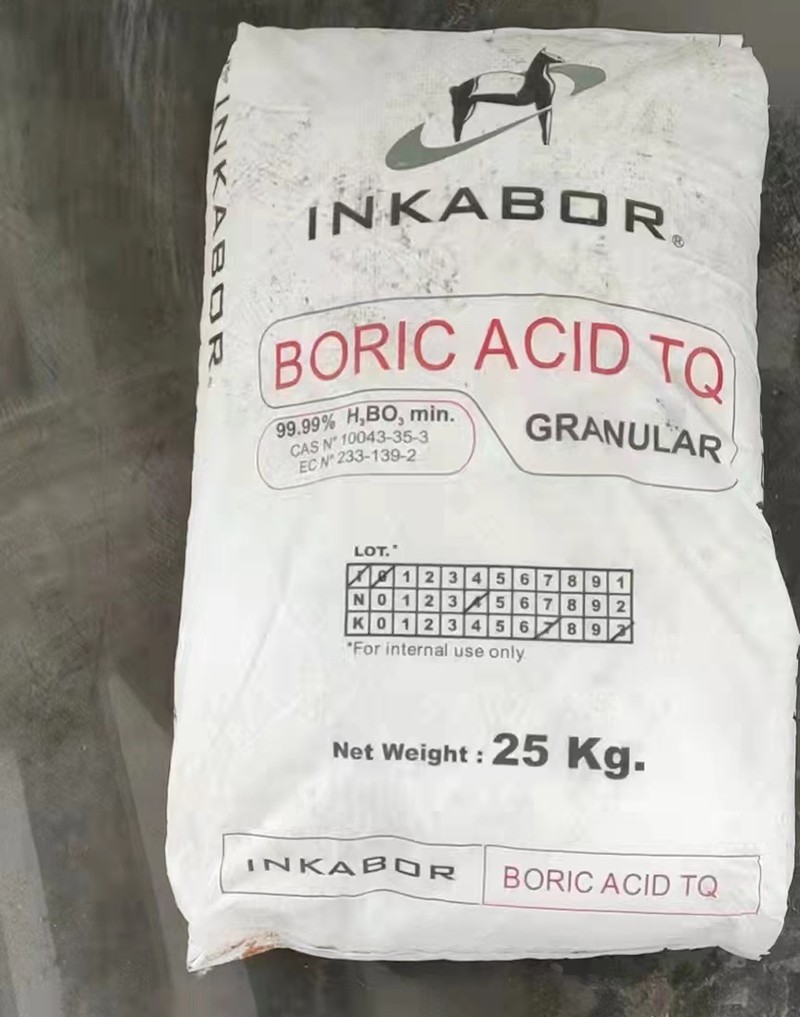 INKABOR®
BORIC ACID TQ
99.99% H₃BO₃ min.
CAS N° 10043-35-3
EC N° 233-139-2
GRANULAR
LOT.*
0 1 2 3 4 5 6 7 8 9 1
N 0 1 2 3 4 5 6 7 8 9 2
K 0 1 2 3 4 5 6 7 8 9 3
*For internal use only
Net Weight : 25 Kg.
INKABOR
BORIC ACID TQ
INKABOR